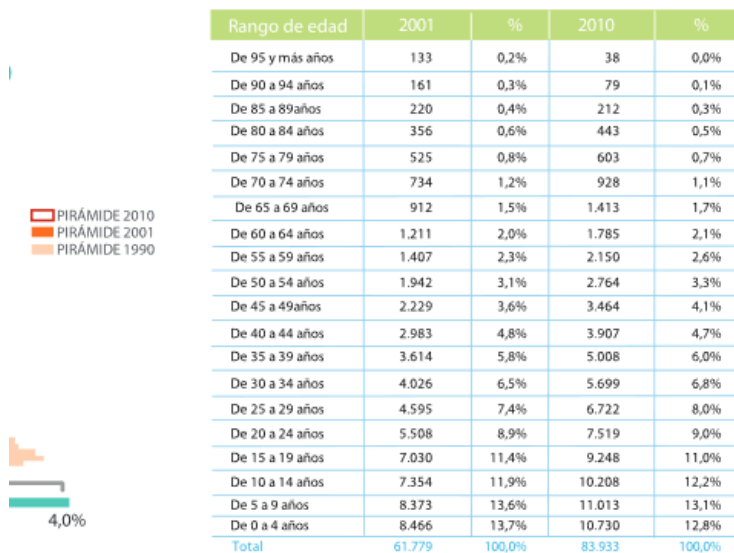 Rango de edad 2001 % 2010 %
De 95 y más años 133 0,2% 38 0,0%
De 90 a 94 años 161 0,3% 79 0,1%
De 85 a 89años 220 0,4% 212 0,3%
De 80 a 84 años 356 0,6% 443 0,5%
De 75 a 79 años 525 0,8% 603 0,7%
De 70 a 74 años 734 1,2% 928 1,1%
De 65 a 69 años 912 1,5% 1.413 1,7%
De 60 a 64 años 1.211 2,0% 1.785 2,1%
De 55 a 59 años 1.407 2,3% 2.150 2,6%
De 50 a 54 años 1.942 3,1% 2.764 3,3%
De 45 a 49años 2.229 3,6% 3.464 4,1%
De 40 a 44 años 2.983 4,8% 3.907 4,7%
De 35 a 39 años 3.614 5,8% 5.008 6,0%
De 30 a 34 años 4.026 6,5% 5.699 6,8%
De 25 a 29 años 4.595 7,4% 6.722 8,0%
De 20 a 24 años 5.508 8,9% 7.519 9,0%
De 15 a 19 años 7.030 11,4% 9.248 11,0%
De 10 a 14 años 7.354 11,9% 10.208 12,2%
De 5 a 9 años 8.373 13,6% 11.013 13,1%
De 0 a 4 años 8.466 13,7% 10.730 12,8%
Total 61.779 100,0% 83.933 100,0%
PIRÁMIDE 2010
PIRÁMIDE 2001
PIRÁMIDE 1990
4,0%